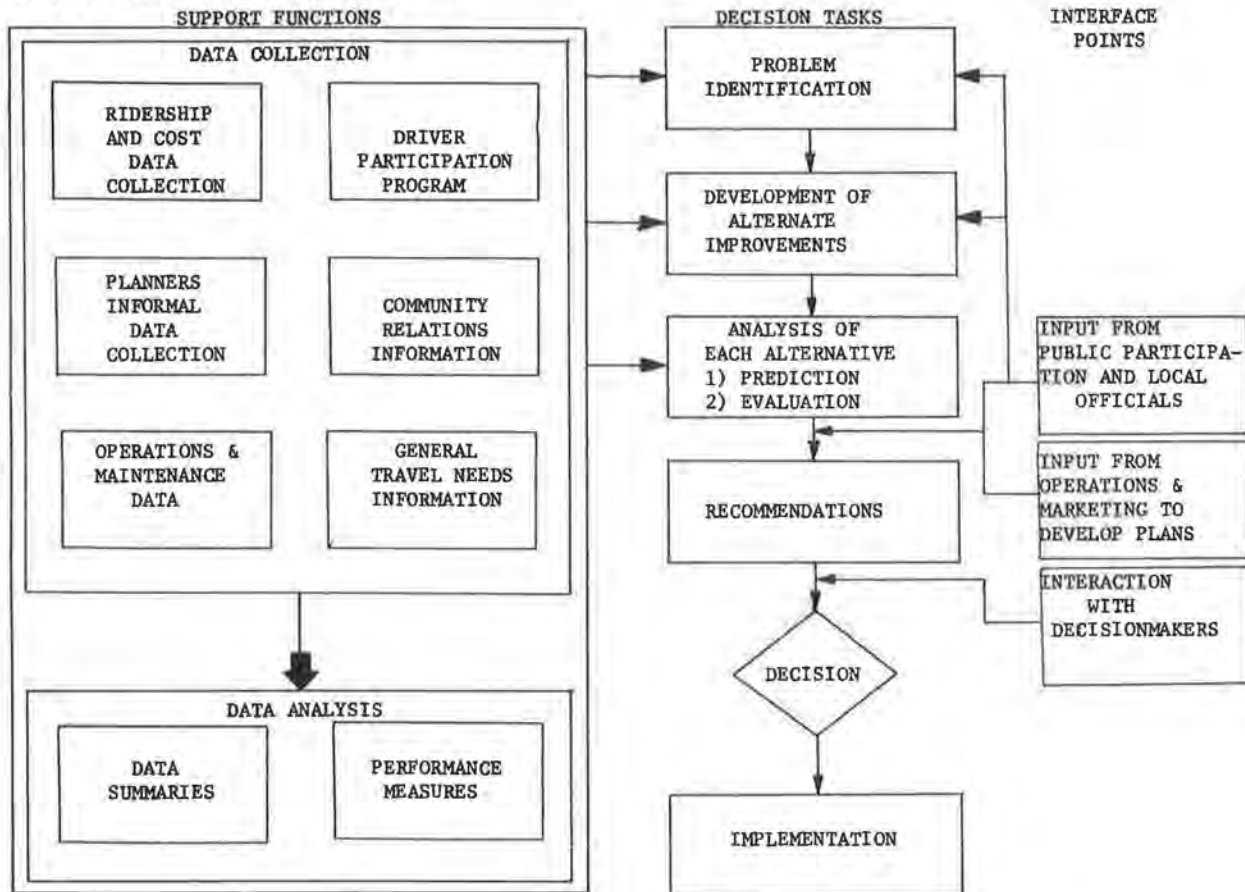 SUPPORT FUNCTIONS
DATA COLLECTION
RIDERSHIP
AND COST
DATA
COLLECTION
DRIVER
PARTICIPATION
PROGRAM
PLANNERS
INFORMAL
DATA
COLLECTION
COMMUNITY
RELATIONS
INFORMATION
OPERATIONS &
MAINTENANCE
DATA
GENERAL
TRAVEL NEEDS
INFORMATION
DATA ANALYSIS
DATA
SUMMARIES
PERFORMANCE
MEASURES
DECISION TASKS
PROBLEM
IDENTIFICATION
DEVELOPMENT OF
ALTERNATE
IMPROVEMENTS
ANALYSIS OF
EACH ALTERNATIVE
1) PREDICTION
2) EVALUATION
RECOMMENDATIONS
DECISION
IMPLEMENTATION
INTERFACE
POINTS
INPUT FROM
PUBLIC PARTICIPA-
TION AND LOCAL
OFFICIALS
INPUT FROM
OPERATIONS &
MARKETING TO
DEVELOP PLANS
INTERACTION
WITH
DECISIONMAKERS